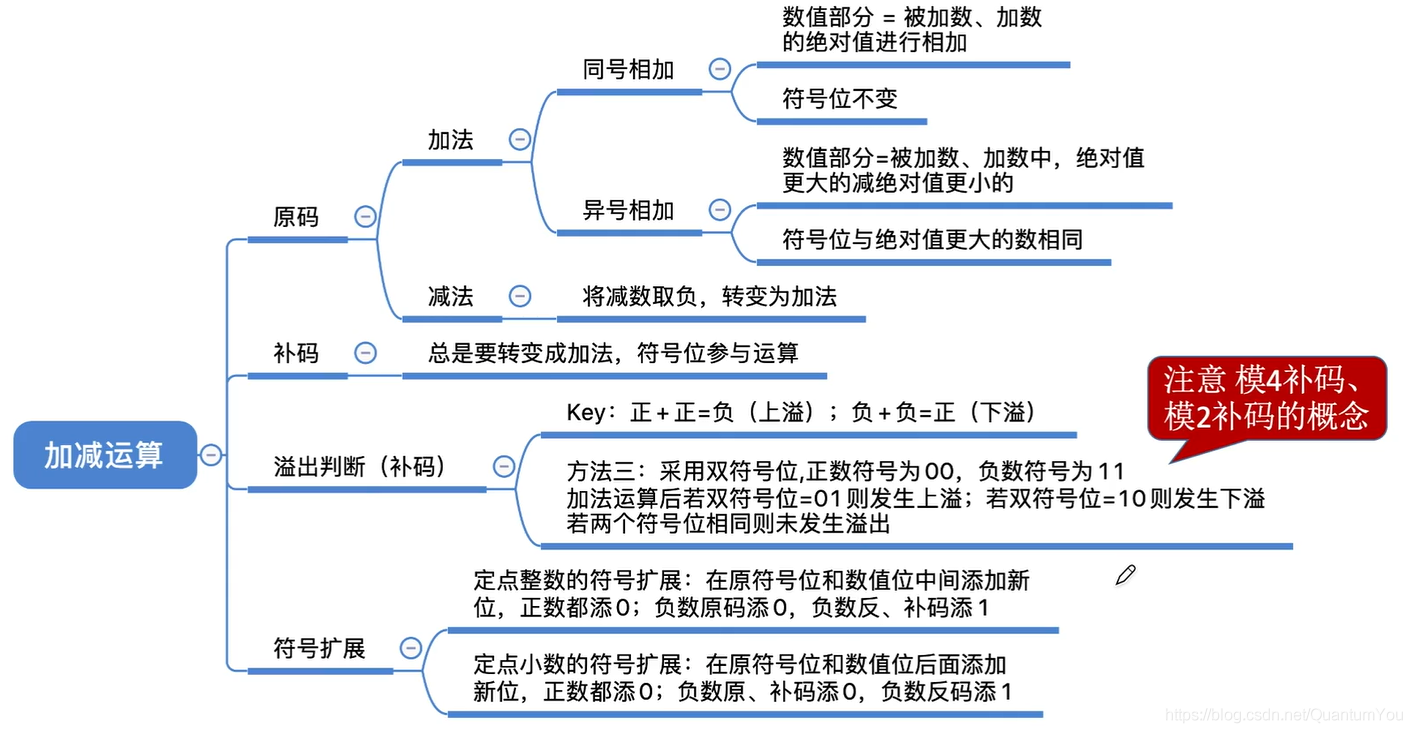 数值部分 = 被加数、加数
的绝对值进行相加
同号相加
符号位不变
加法
数值部分=被加数、加数中，绝对值
更大的减绝对值更小的
异号相加
符号位与绝对值更大的数相同
原码
减法
将减数取负，转变为加法
补码
总是要转变成加法，符号位参与运算
注意 模4补码、
模2补码的概念
Key：正+正=负（上溢）；负+负=正（下溢）
加减运算
溢出判断（补码）
方法三：采用双符号位,正数符号为00，负数符号为11
加法运算后若双符号位=01则发生上溢；若双符号位=10则发生下溢
若两个符号位相同则未发生溢出
定点整数的符号扩展：在原符号位和数值位中间添加新
位，正数都添0；负数原码添0，负数反、补码添1
符号扩展
定点小数的符号扩展：在原符号位和数值位后面添加
新位，正数都添0；负数原、补码添0，负数反码添1
https://blog.csdn.net/QuantumYou